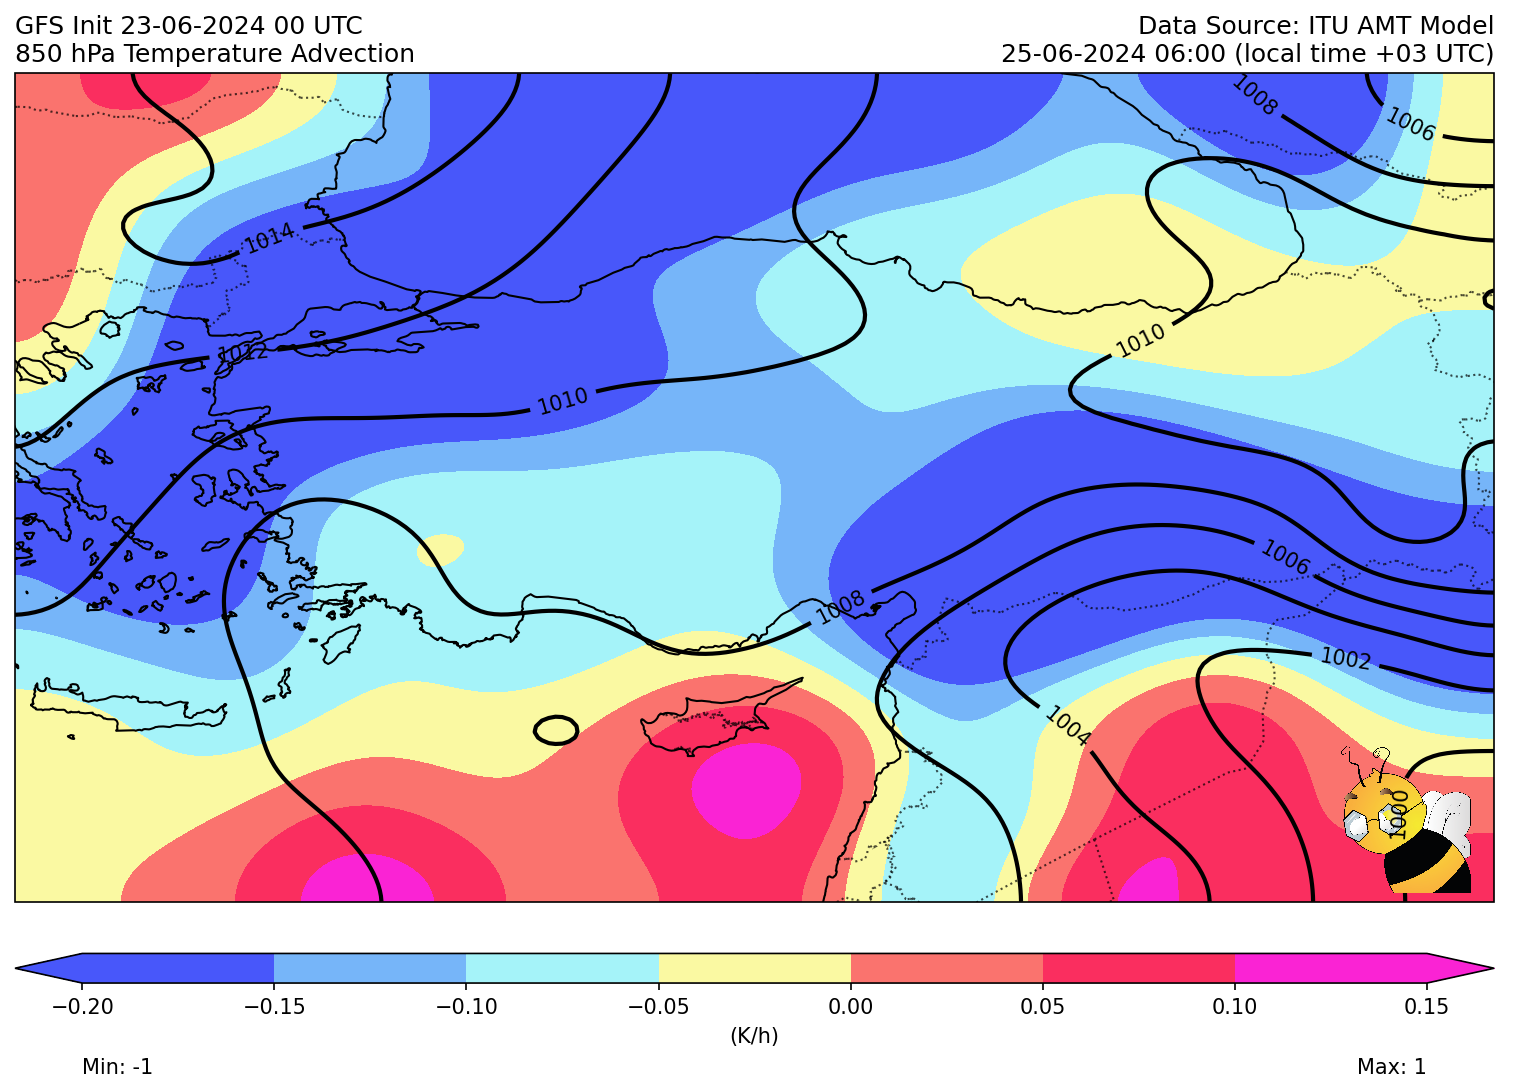 GFS Init 23-06-2024 00 UTC
850 hPa Temperature Advection
Data Source: ITU AMT Model
25-06-2024 06:00 (local time +03 UTC)
1008
1006
1014
1010
1012
1010
1006
1008
1002
1004
1000
−0.20 −0.15 −0.10 −0.05 0.00 0.05 0.10 0.15
(K/h)
Min: -1
Max: 1